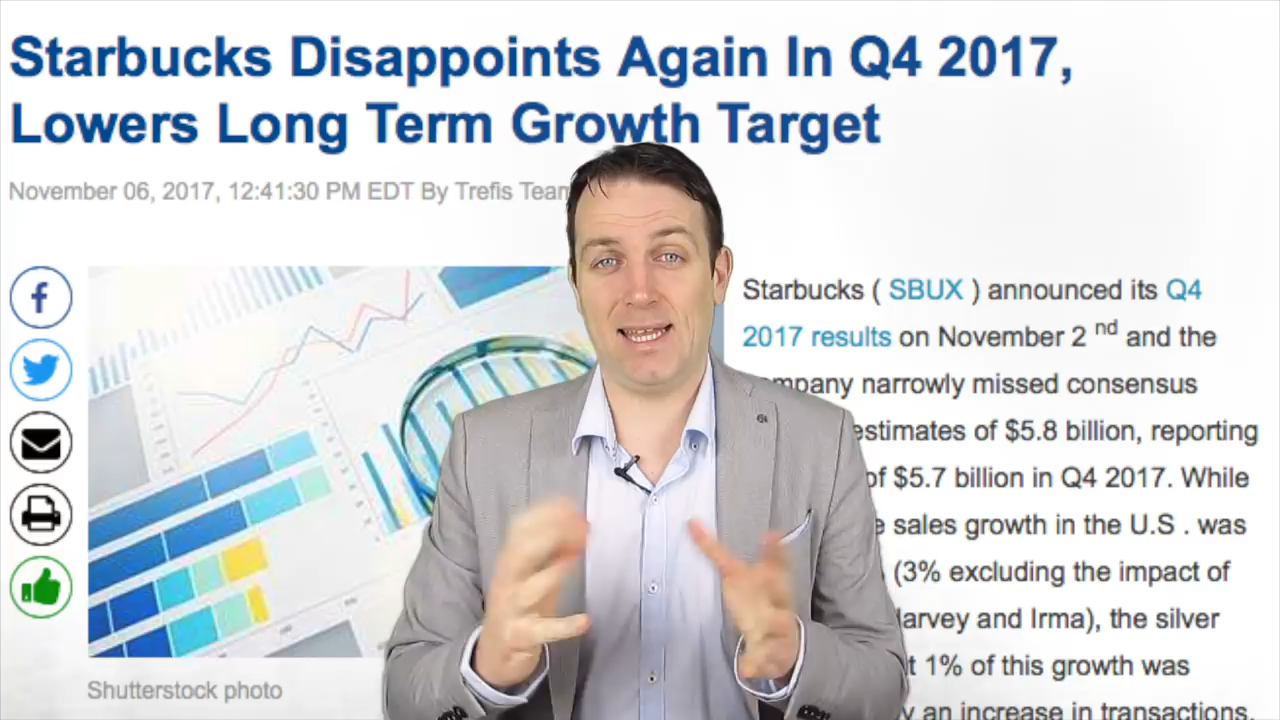 Starbucks Disappoints Again In Q4 2017,
Lowers Long Term Growth Target
November 06, 2017, 12:41:30 PM EDT By Trefis Team
Starbucks ( SBUX ) announced its Q4
2017 results on November 2 nd and the
company narrowly missed consensus
estimates of $5.8 billion, reporting
of $5.7 billion in Q4 2017. While
sales growth in the U.S . was
(3% excluding the impact of
Harvey and Irma), the silver
1% of this growth was
an increase in transactions.
Shutterstock photo